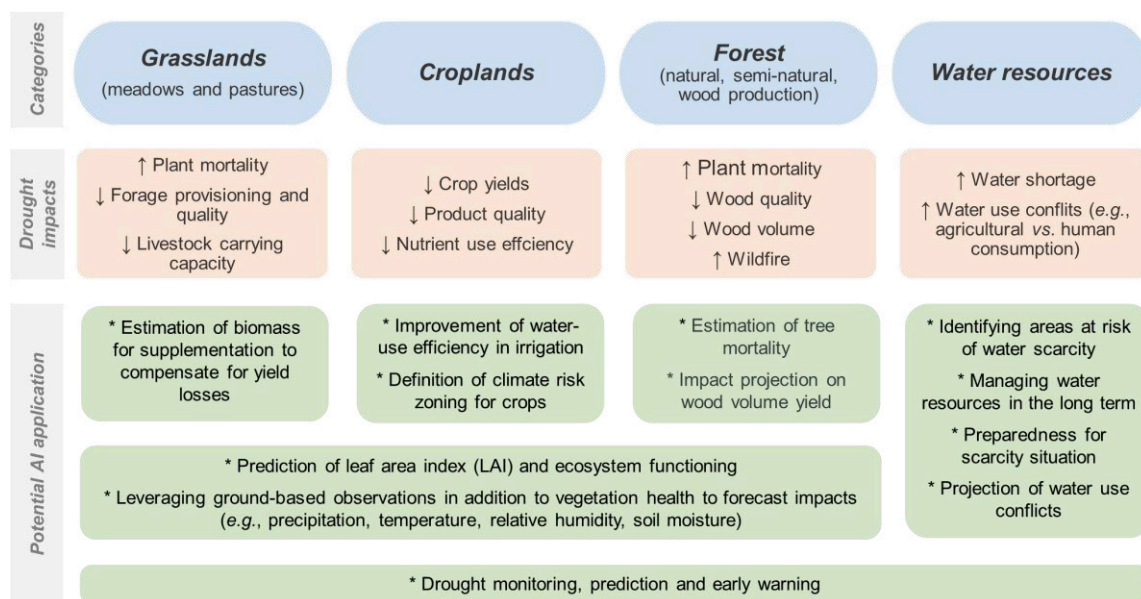 Categories
Grasslands
(meadows and pastures)
Croplands
Forest
(natural, semi-natural,
wood production)
Water resources
Drought
impacts
↑ Plant mortality
↓ Forage provisioning and
quality
↓ Livestock carrying
capacity
↓ Crop yields
↓ Product quality
↓ Nutrient use effciency
↑ Plant mortality
↓ Wood quality
↓ Wood volume
↑ Wildfire
↑ Water shortage
↑ Water use conflits (e.g.,
agricultural vs. human
consumption)
Potential AI application
* Estimation of biomass
for supplementation to
compensate for yield
losses
* Improvement of water-
use efficiency in irrigation
* Definition of climate risk
zoning for crops
* Estimation of tree
mortality
* Impact projection on
wood volume yield
* Identifying areas at risk
of water scarcity
* Managing water
resources in the long term
* Preparedness for
scarcity situation
* Projection of water use
conflicts
* Prediction of leaf area index (LAI) and ecosystem functioning
* Leveraging ground-based observations in addition to vegetation health to forecast impacts
(e.g., precipitation, temperature, relative humidity, soil moisture)
* Drought monitoring, prediction and early warning